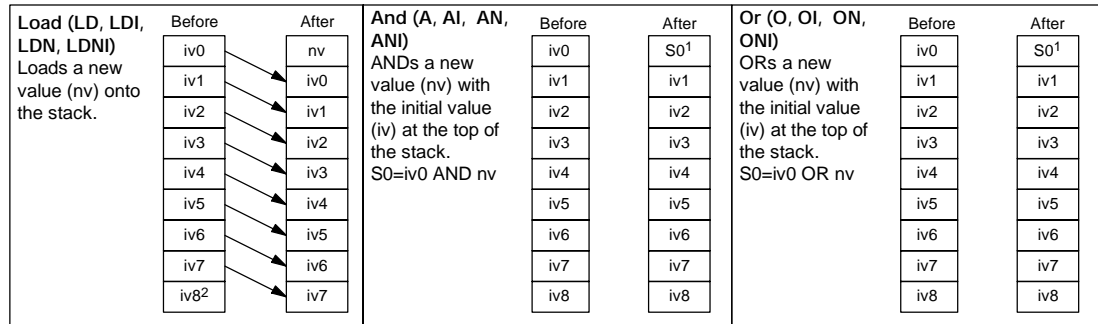 Load (LD, LDI,
LDN, LDNI)
Loads a new
value (nv) onto
the stack.
Before
iv0
iv1
iv2
iv3
iv4
iv5
iv6
iv7
iv8²
After
nv
iv0
iv1
iv2
iv3
iv4
iv5
iv6
iv7
And (A, AI, AN,
ANI)
ANDs a new
value (nv) with
the initial value
(iv) at the top of
the stack.
S0=iv0 AND nv
Before
iv0
iv1
iv2
iv3
iv4
iv5
iv6
iv7
iv8
After
S0¹
iv1
iv2
iv3
iv4
iv5
iv6
iv7
iv8
Or (O, OI, ON,
ONI)
ORs a new
value (nv) with
the initial value
(iv) at the top of
the stack.
S0=iv0 OR nv
Before
iv0
iv1
iv2
iv3
iv4
iv5
iv6
iv7
iv8
After
S0¹
iv1
iv2
iv3
iv4
iv5
iv6
iv7
iv8